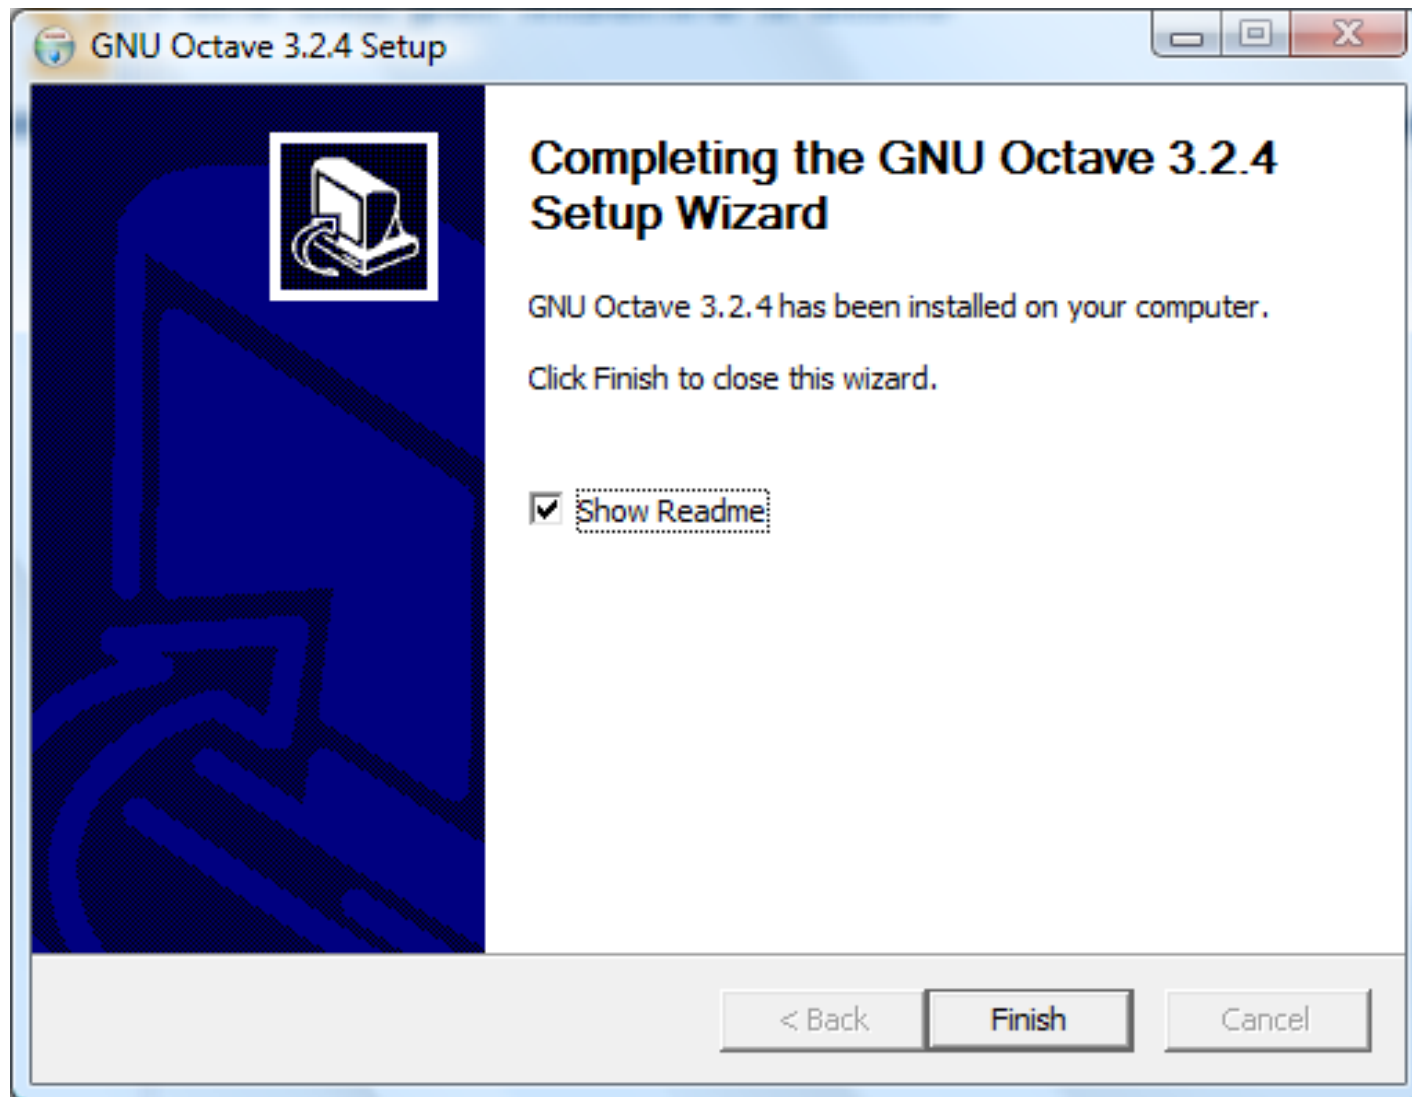 GNU Octave 3.2.4 Setup
Completing the GNU Octave 3.2.4
Setup Wizard
GNU Octave 3.2.4 has been installed on your computer.
Click Finish to close this wizard.
Show Readme
< Back
Finish
Cancel